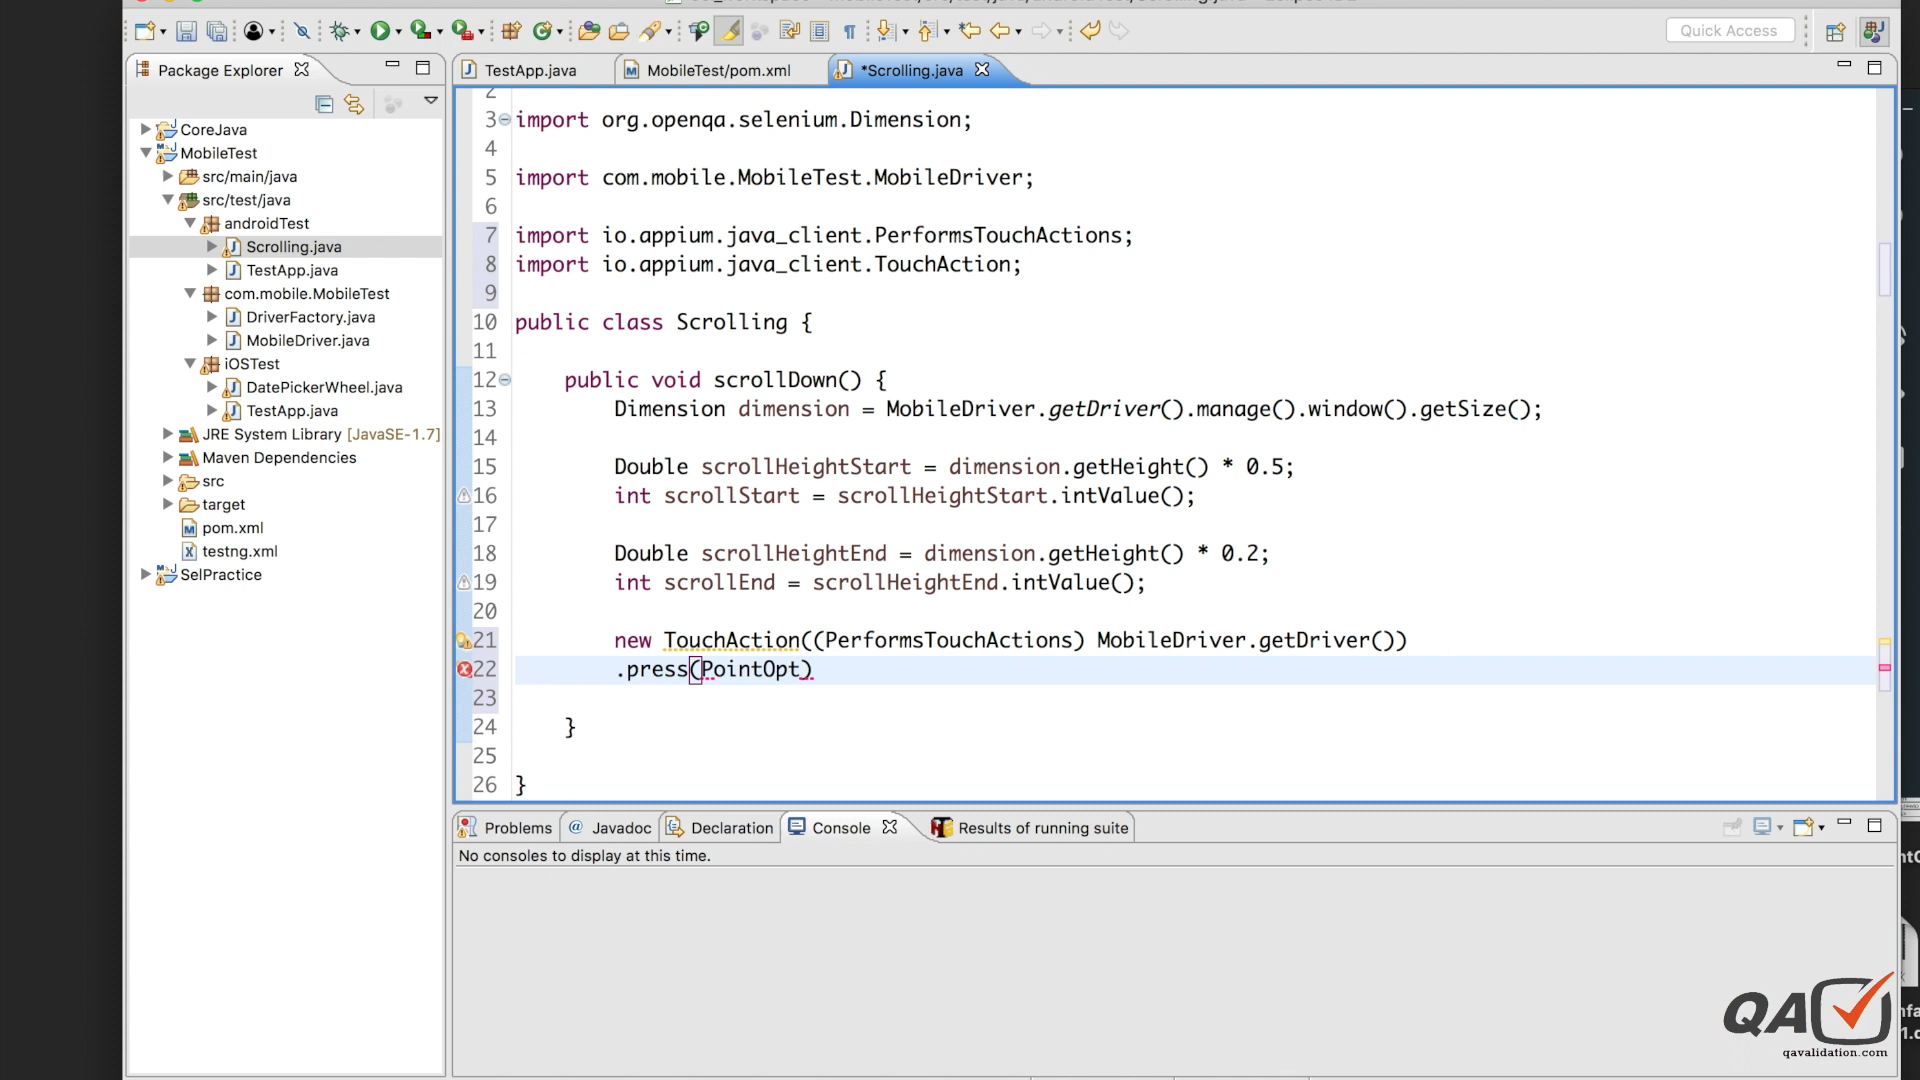 Quick Access
Package Explorer
TestApp.java
MobileTest/pom.xml
*Scrolling.java
CoreJava
MobileTest
src/main/java
src/test/java
androidTest
Scrolling.java
TestApp.java
com.mobile.MobileTest
DriverFactory.java
MobileDriver.java
iOSTest
DatePickerWheel.java
TestApp.java
JRE System Library [JavaSE-1.7]
Maven Dependencies
src
target
pom.xml
testng.xml
SelPractice
2
3 import org.openqa.selenium.Dimension;
4
5 import com.mobile.MobileTest.MobileDriver;
6
7 import io.appium.java_client.PerformsTouchActions;
8 import io.appium.java_client.TouchAction;
9
10 public class Scrolling {
11
12 public void scrollDown() {
13 Dimension dimension = MobileDriver.getDriver().manage().window().getSize();
14
15 Double scrollHeightStart = dimension.getHeight() * 0.5;
16 int scrollStart = scrollHeightStart.intValue();
17
18 Double scrollHeightEnd = dimension.getHeight() * 0.2;
19 int scrollEnd = scrollHeightEnd.intValue();
20
21 new TouchAction((PerformsTouchActions) MobileDriver.getDriver())
22 .press(PointOpt)
23
24 }
25
26 }
Problems
Javadoc
Declaration
Console
Results of running suite
No consoles to display at this time.
QA
qavalidation.com